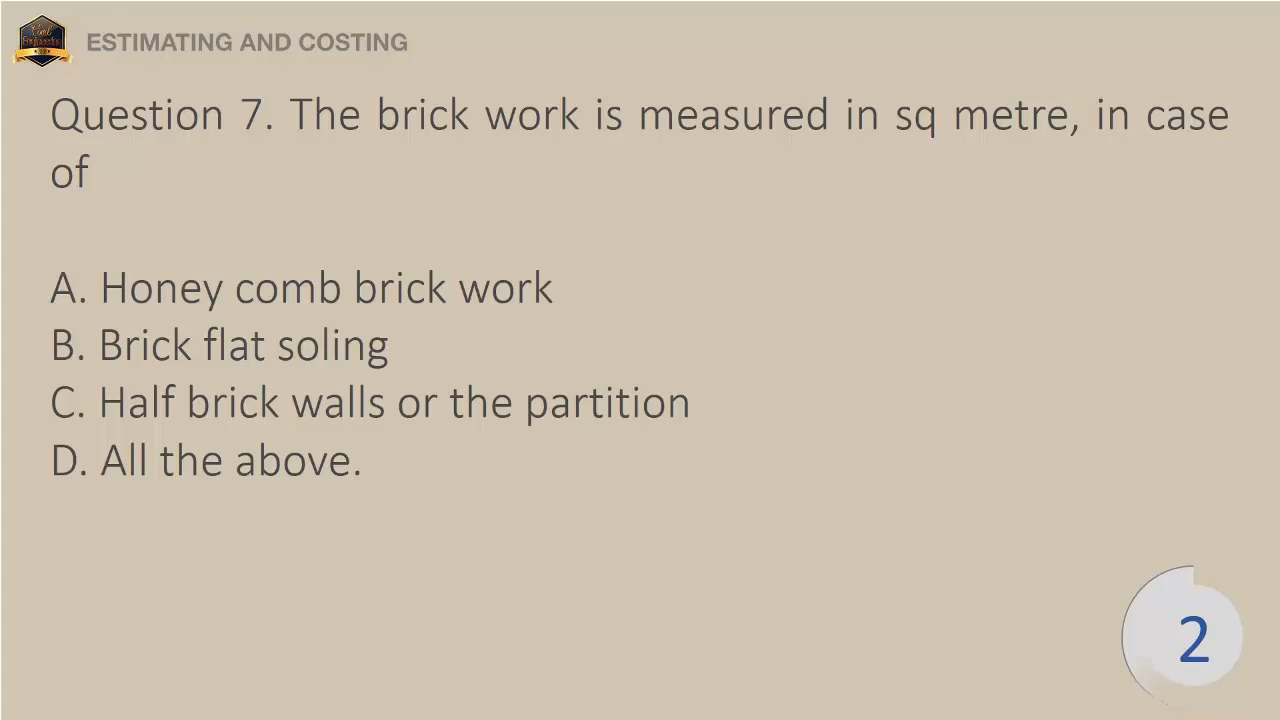 ESTIMATING AND COSTING
Question 7. The brick work is measured in sq metre, in case
of
A. Honey comb brick work
B. Brick flat soling
C. Half brick walls or the partition
D. All the above.
2